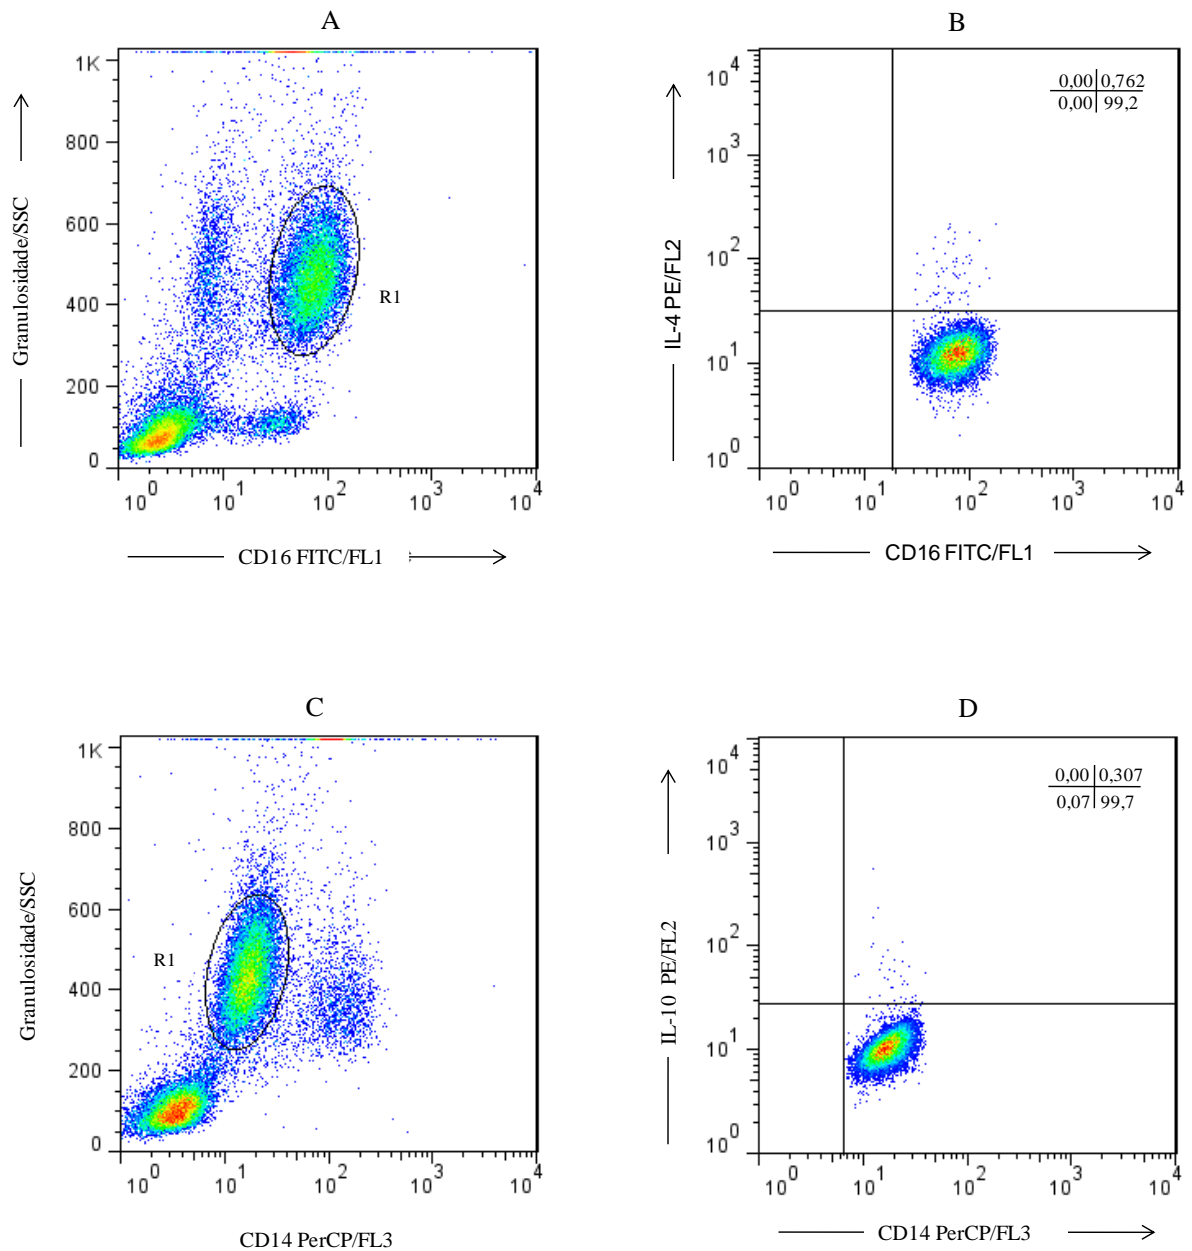 A
1K
800
600
400
200
0
Granulosidade/SSC
R1
10^0 10^1 10^2 10^3 10^4
CD16 FITC/FL1
B
10^4
10^3
10^2
10^1
10^0
IL-4 PE/FL2
0,00 0,762
0,00 99,2
10^0 10^1 10^2 10^3 10^4
CD16 FITC/FL1
C
1K
800
600
400
200
0
Granulosidade/SSC
R1
10^0 10^1 10^2 10^3 10^4
CD14 PerCP/FL3
D
10^4
10^3
10^2
10^1
10^0
IL-10 PE/FL2
0,00 0,307
0,07 99,7
10^0 10^1 10^2 10^3 10^4
CD14 PerCP/FL3